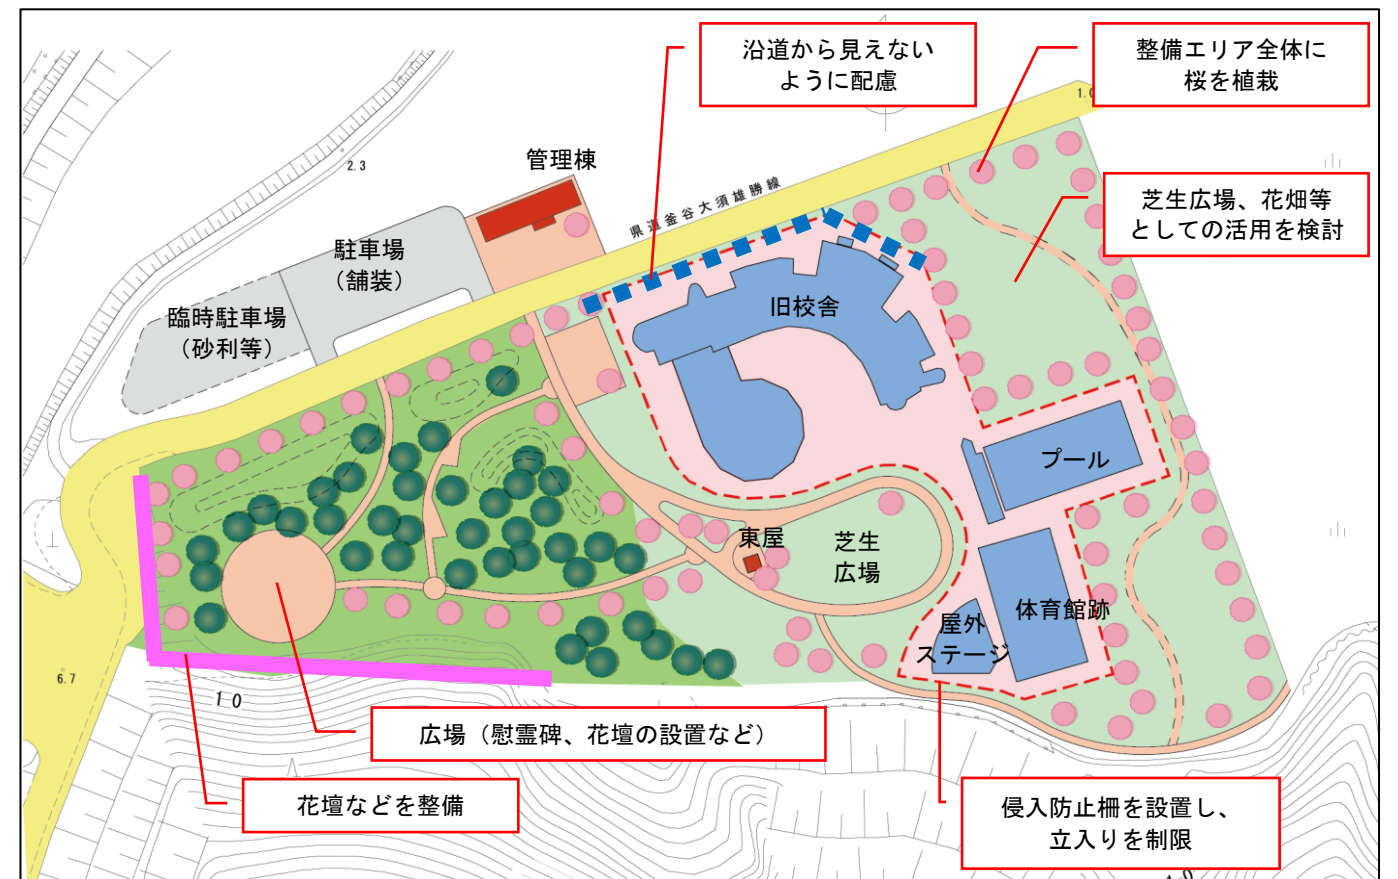 沿道から見えない
ように配慮
整備エリア全体に
桜を植栽
1.0
管理棟
2.3
県道釜谷大須雄勝線
芝生広場、花畑等
としての活用を検討
駐車場
（舗装）
臨時駐車場
（砂利等）
旧校舎
プール
東屋
芝生
広場
体育館跡
屋外
ステージ
6.7
10
広場（慰霊碑、花壇の設置など）
花壇などを整備
侵入防止柵を設置し、
立入りを制限